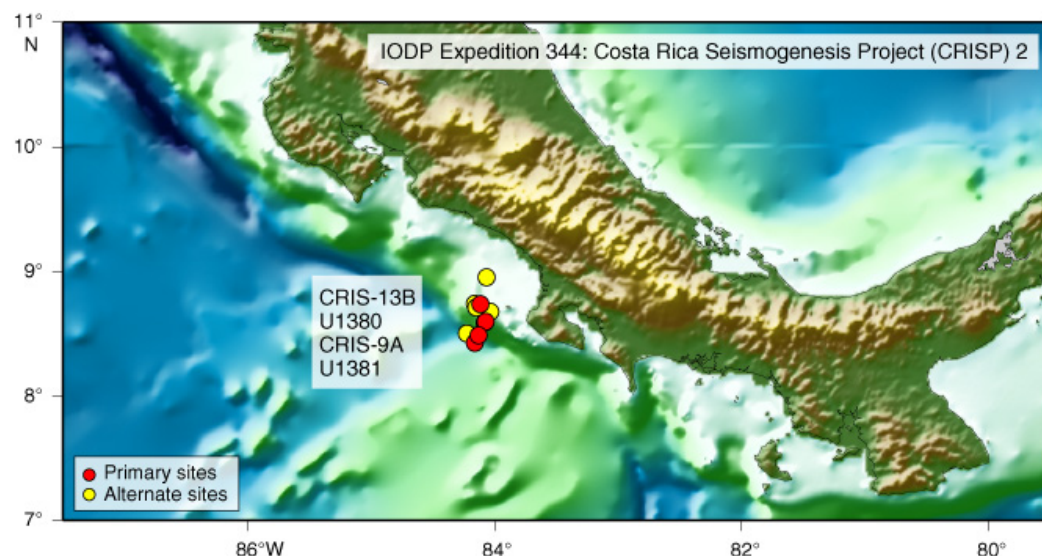 11°
N
IODP Expedition 344: Costa Rica Seismogenesis Project (CRISP) 2
10°
9°
CRIS-13B
U1380
CRIS-9A
U1381
8°
Primary sites
Alternate sites
7°
86°W
84°
82°
80°